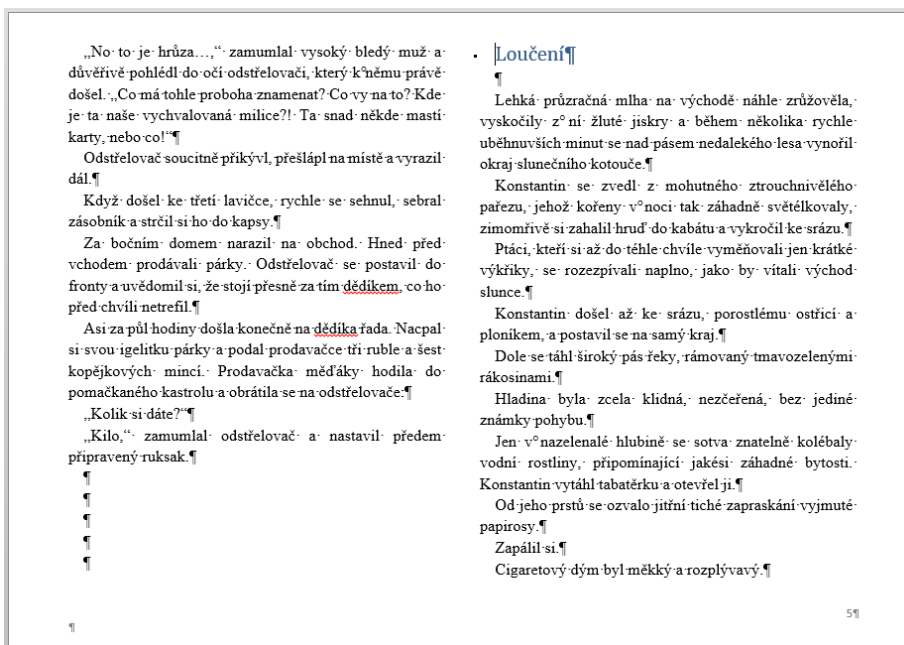 „No to je hrůza…,“ zamumlal vysoký bledý muž a
důvěřivě pohlédl do očí odstřelovači, který k němu právě
došel. „Co má tohle proboha znamenat? Co vy na to? Kde
je ta naše vychvalovaná milice?! Ta snad někde mastí
karty, nebo co!“¶
Odstřelovač soucitně přikývl, přešlápl na místě a vyrazil
dál.¶
Když došel ke třetí lavičce, rychle se sehnul, sebral
zásobník a strčil si ho do kapsy.¶
Za bočním domem narazil na obchod. Hned před
vchodem prodávali párky. Odstřelovač se postavil do
fronty a uvědomil si, že stojí přesně za tím dědíkem, co ho
před chvíli netrefil.¶
Asi za půl hodiny došla konečně na dědíka řada. Nacpal
si svou igelitku párky a podal prodavačce tři ruble a šest
kopějkových mincí. Prodavačka měďáky hodila do
pomačkaného kastrolu a obrátila se na odstřelovače:¶
„Kolik si dáte?“¶
„Kilo,“ zamumlal odstřelovač a nastavil předem
připravený ruksak.¶
¶
¶
¶
¶
¶
¶
Loučení¶
¶
Lehká průzračná mlha na východě náhle zrůžověla,
vyskočily z ní žluté jiskry a během několika rychle
uběhnuvších minut se nad pásem nedalekého lesa vynořil
okraj slunečního kotouče.¶
Konstantin se zvedl z mohutného ztrouchnivělého
pařezu, jehož kořeny v noci tak záhadně světélkovaly,
zimomřivě si zahalil hruď do kabátu a vykročil ke srázu.¶
Ptáci, kteří si až do téhle chvíle vyměňovali jen krátké
výkřiky, se rozezpívali naplno, jako by vítali východ
slunce.¶
Konstantin došel až ke srázu, porostlému ostřicí a
ploníkem, a postavil se na samý kraj.¶
Dole se táhl široký pás řeky, rámovaný tmavozelenými
rákosinami.¶
Hladina byla zcela klidná, nezčeřená, bez jediné
známky pohybu.¶
Jen v nazelenalé hlubině se sotva znatelně kolébaly
vodní rostliny, připomínající jakési záhadné bytosti.
Konstantin vytáhl tabatěrku a otevřel ji.¶
Od jeho prstů se ozvalo jitřní tiché zapraskání vyjmuté
papirosy.¶
Zapálil si.¶
Cigaretový dým byl měkký a rozplývavý.¶
5¶